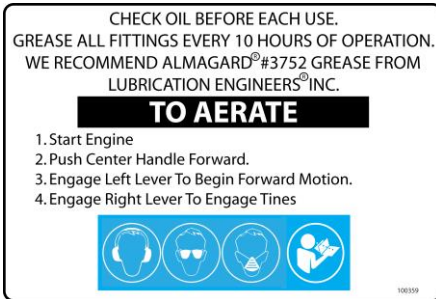 CHECK OIL BEFORE EACH USE.
GREASE ALL FITTINGS EVERY 10 HOURS OF OPERATION.
WE RECOMMEND ALMAGARD® #3752 GREASE FROM
LUBRICATION ENGINEERS® INC.
TO AERATE
1. Start Engine
2. Push Center Handle Forward.
3. Engage Left Lever To Begin Forward Motion.
4. Engage Right Lever To Engage Tines
100359